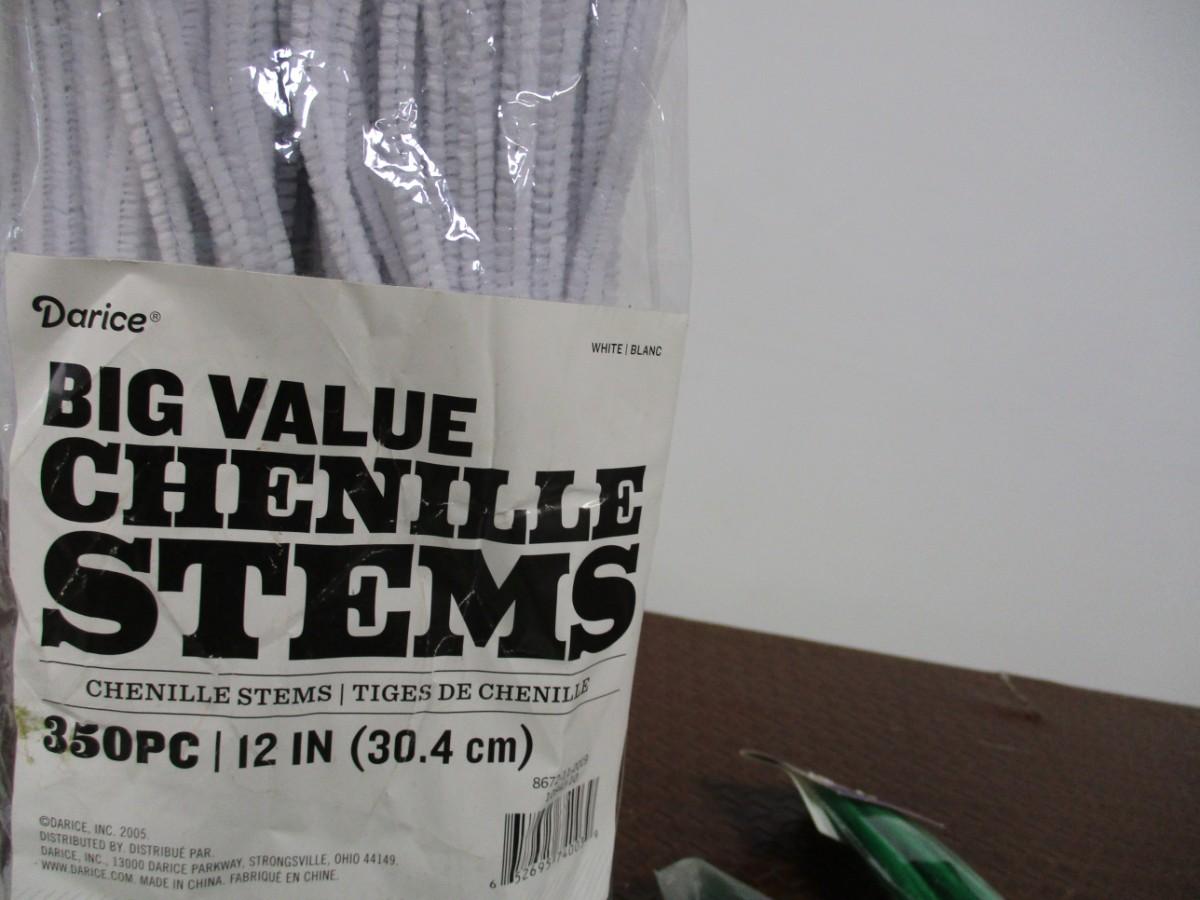 Darice®
WHITE | BLANC
BIG VALUE
CHENILLE
STEMS
CHENILLE STEMS | TIGES DE CHENILLE
350PC | 12 IN (30.4 cm)
©DARICE, INC. 2005.
DISTRIBUTED BY. DISTRIBUÉ PAR.
DARICE, INC., 13000 DARICE PARKWAY, STRONGSVILLE, OHIO 44149.
WWW.DARICE.COM. MADE IN CHINA. FABRIQUÉ EN CHINE.